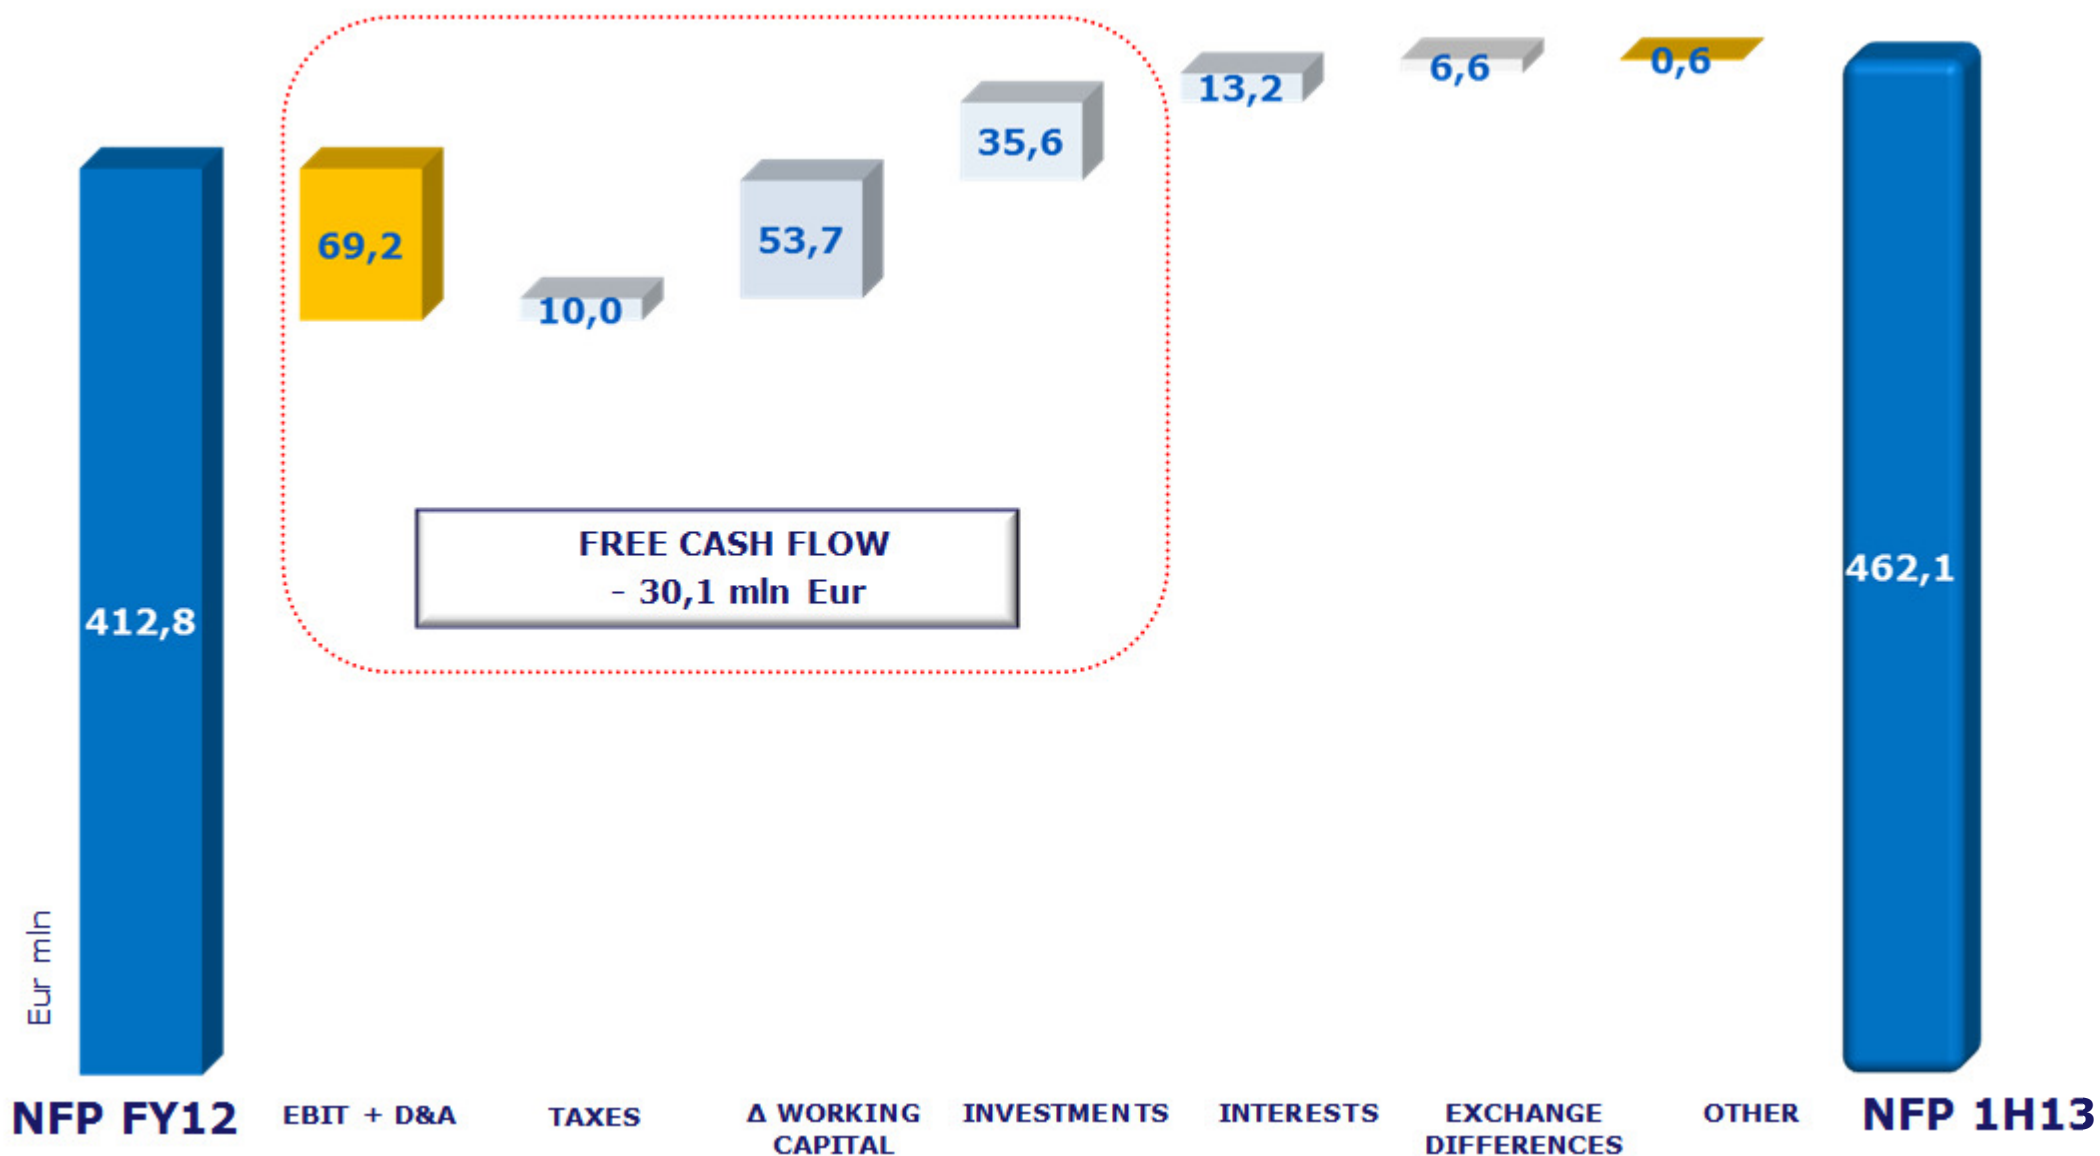 69,2
10,0
53,7
35,6
13,2
6,6
0,6
412,8
462,1
FREE CASH FLOW
- 30,1 mln Eur
Eur mln
NFP FY12
EBIT + D&A
TAXES
Δ WORKING
CAPITAL
INVESTMENTS
INTERESTS
EXCHANGE
DIFFERENCES
OTHER
NFP 1H13